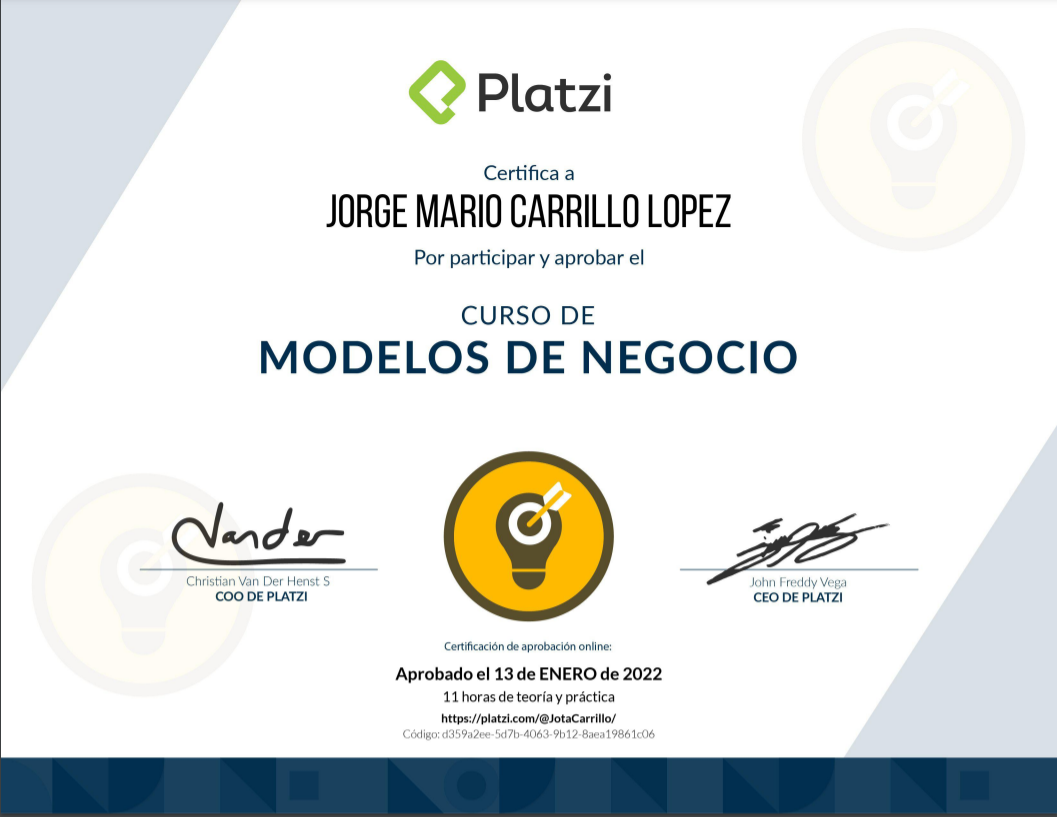 Platzi
Certifica a
JORGE MARIO CARRILLO LOPEZ
Por participar y aprobar el
CURSO DE
MODELOS DE NEGOCIO
Vander
Christian Van Der Henst S
COO DE PLATZI
John Freddy Vega
CEO DE PLATZI
Certificación de aprobación online:
Aprobado el 13 de ENERO de 2022
11 horas de teoría y práctica
https://platzi.com/@JotaCarrillo/
Código: d359a2ee-5d7b-4063-9b12-8aea19861c06